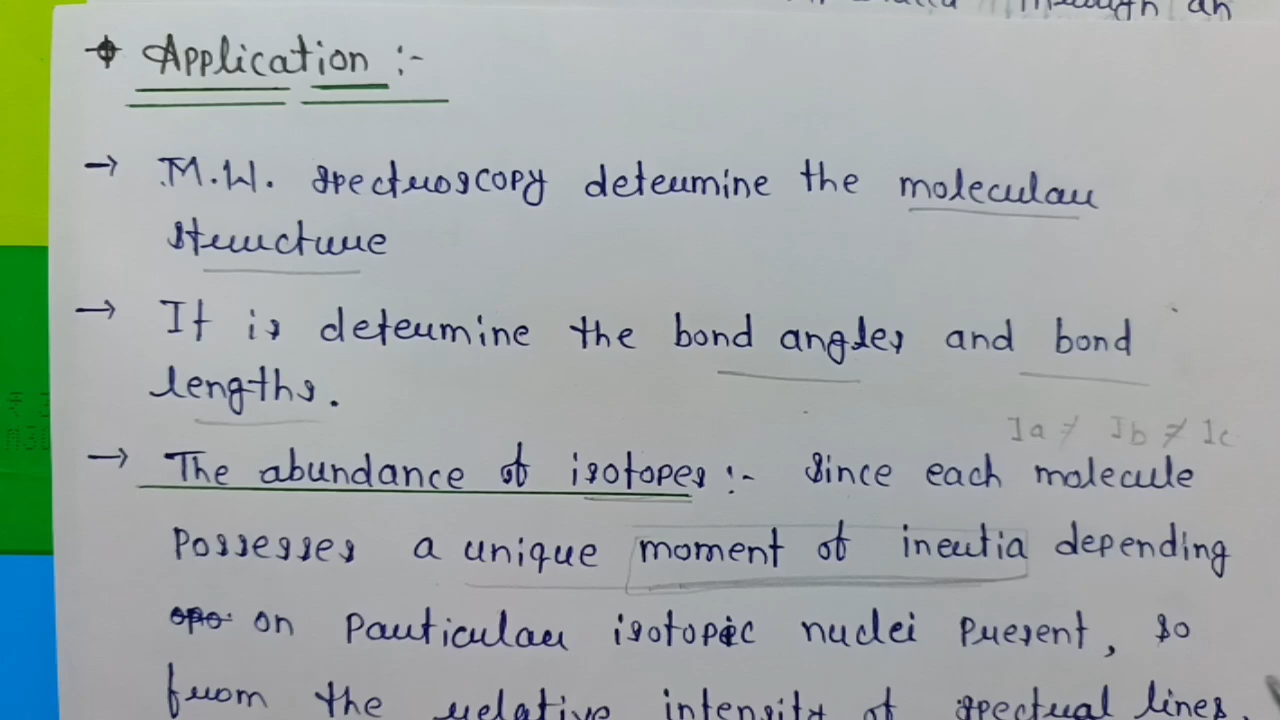 through an
Application :-
→ M.W. spectroscopy determine the molecular
structure
→ It is determine the bond angles and bond
lengths.
Ia ≠ Ib ≠ Ic
→ The abundance of isotopes :- Since each molecule
possesses a unique moment of inertia depending
on particular isotopic nuclei present, so
from the relative intensity of spectral lines.